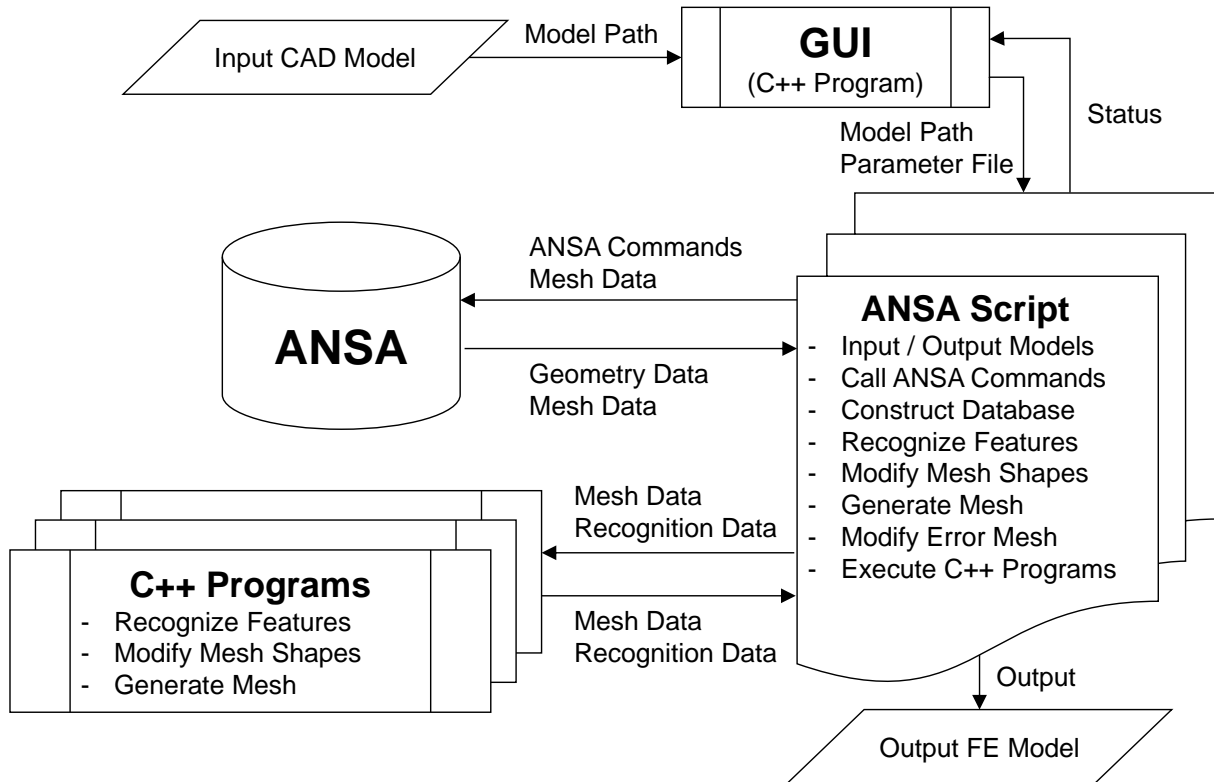 Input CAD Model
Model Path
GUI
(C++ Program)
Status
Model Path
Parameter File
ANSA Commands
Mesh Data
ANSA
Geometry Data
Mesh Data
ANSA Script
- Input / Output Models
- Call ANSA Commands
- Construct Database
- Recognize Features
- Modify Mesh Shapes
- Generate Mesh
- Modify Error Mesh
- Execute C++ Programs
Mesh Data
Recognition Data
C++ Programs
- Recognize Features
- Modify Mesh Shapes
- Generate Mesh
Mesh Data
Recognition Data
Output
Output FE Model